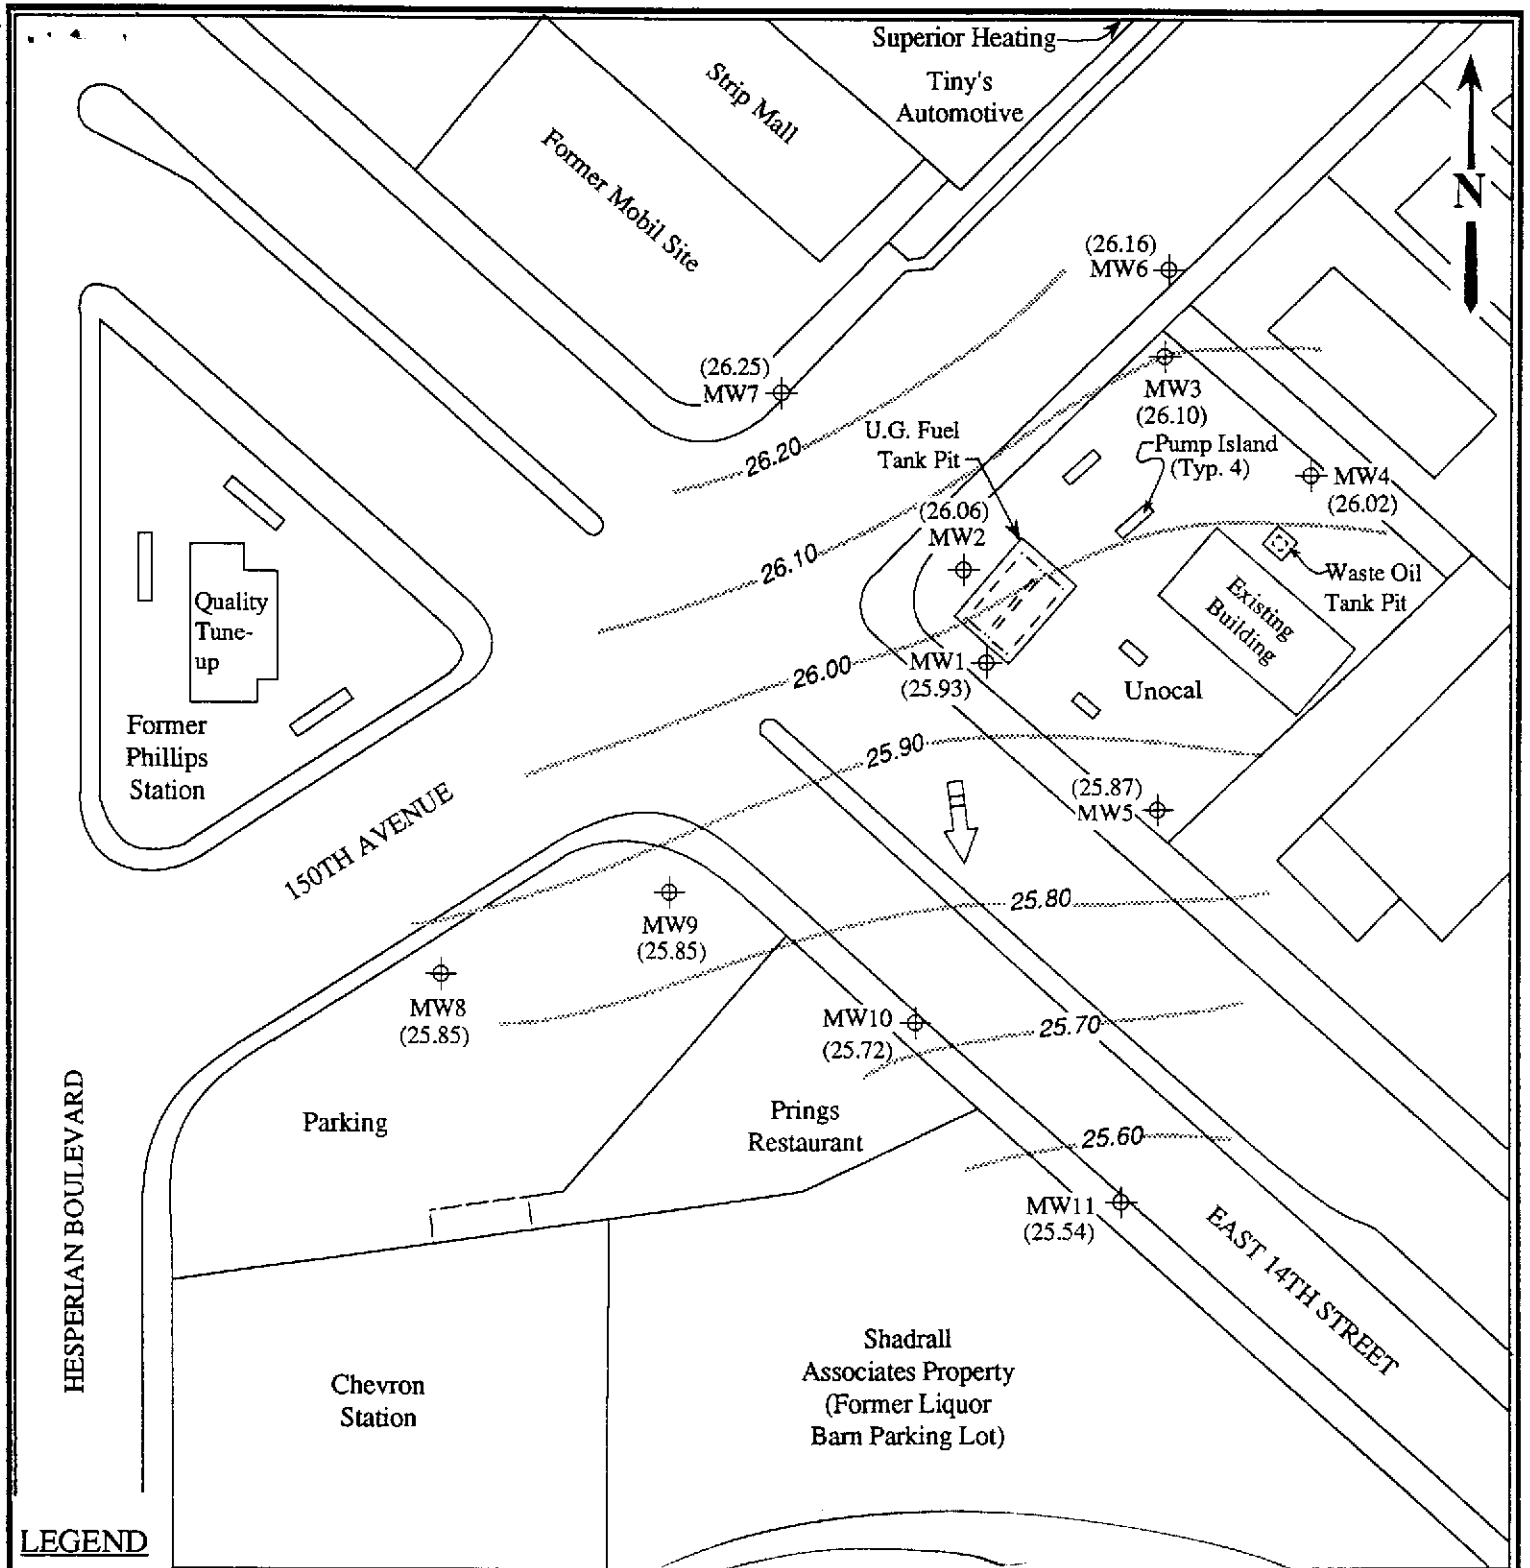 Superior Heating
Tiny's
Automotive
Strip Mall
Former Mobil Site
N
(26.16)
MW6
(26.25)
MW7
MW3
(26.10)
U.G. Fuel
Tank Pit
Pump Island
(Typ. 4)
26.20
MW4
(26.02)
(26.06)
MW2
26.10
Waste Oil
Tank Pit
Existing
Building
Quality
Tune-
up
26.00
MW1
(25.93)
Unocal
Former
Phillips
Station
25.90
(25.87)
MW5
150TH AVENUE
25.80
MW9
(25.85)
MW8
(25.85)
MW10
(25.72)
25.70
HESPERIAN BOULEVARD
Parking
Prings
Restaurant
25.60
MW11
(25.54)
EAST 14TH STREET
Shadrall
Associates Property
(Former Liquor
Barn Parking Lot)
Chevron
Station
LEGEND